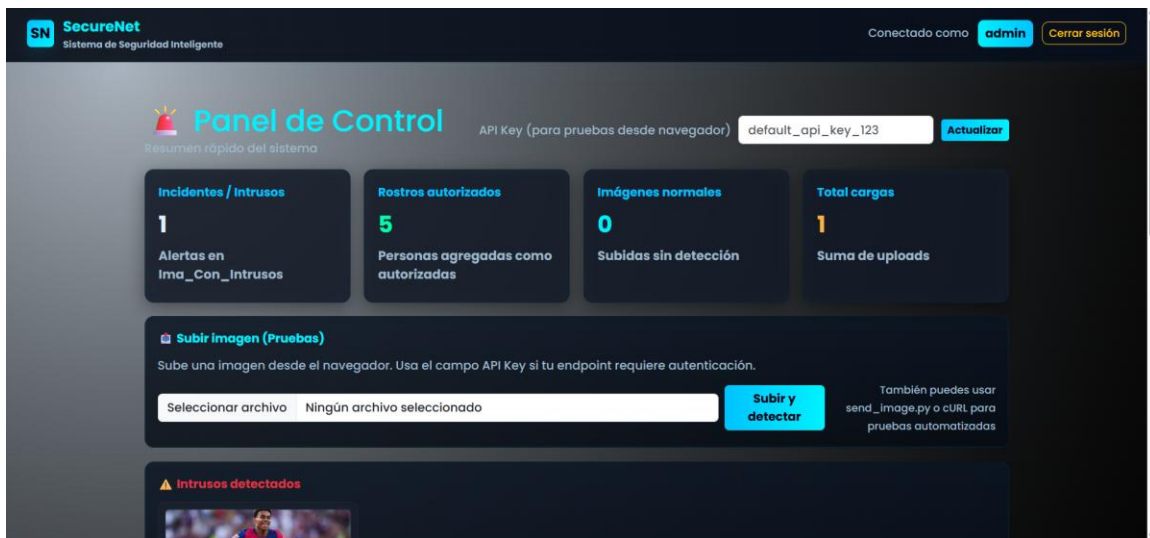 SN
SecureNet
Sistema de Seguridad Inteligente
Conectado como admin Cerrar sesión
Panel de Control
Resumen rápido del sistema
API Key (para pruebas desde navegador) default_api_key_123 Actualizar
Incidentes / Intrusos
1
Alertas en
Ima_Con_Intrusos
Rostros autorizados
5
Personas agregadas como
autorizadas
Imágenes normales
0
Subidas sin detección
Total cargas
1
Suma de uploads
Subir imagen (Pruebas)
Sube una imagen desde el navegador. Usa el campo API Key si tu endpoint requiere autenticación.
Seleccionar archivo Ningún archivo seleccionado
Subir y
detectar
También puedes usar
send_image.py o cURL para
pruebas automatizadas
Intrusos detectados